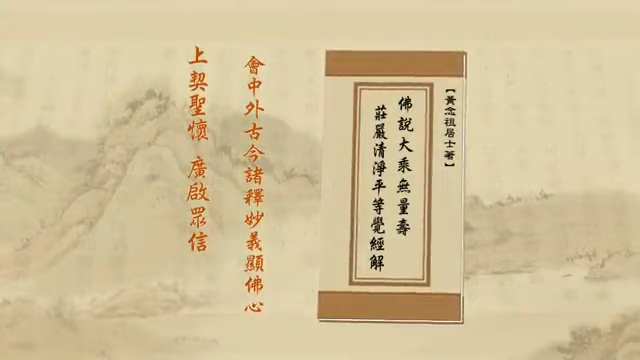 【黃念祖居士著】
佛說大乘無量壽
莊嚴清淨平等覺經解
會中外古今諸釋妙義顯佛心
上契聖懷 廣啟眾信